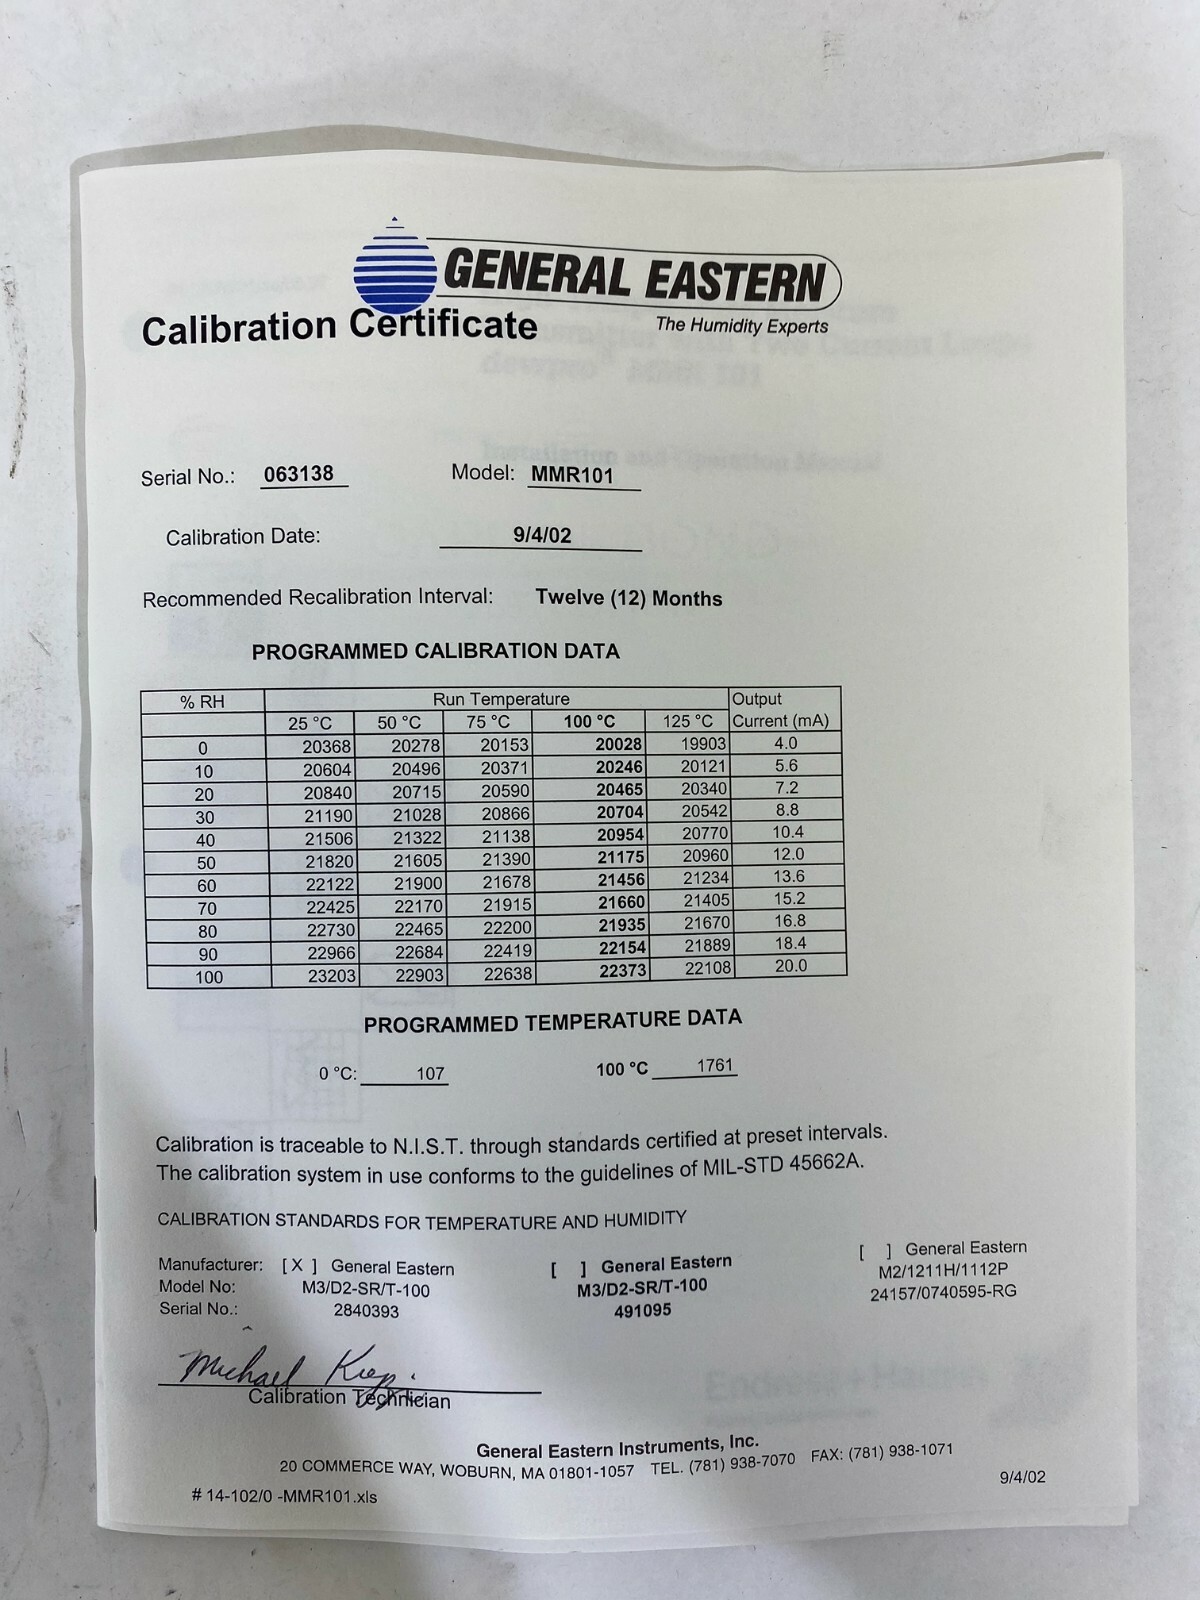 GENERAL EASTERN
The Humidity Experts
Calibration Certificate
Serial No.: 063138 Model: MMR101
Calibration Date: 9/4/02
Recommended Recalibration Interval: Twelve (12) Months
PROGRAMMED CALIBRATION DATA
% RH Run Temperature Output
25 °C 50 °C 75 °C 100 °C 125 °C Current (mA)
0 20368 20278 20153 20028 19903 4.0
10 20604 20496 20371 20246 20121 5.6
20 20840 20715 20590 20465 20340 7.2
30 21190 21028 20866 20704 20542 8.8
40 21506 21322 21138 20954 20770 10.4
50 21820 21605 21390 21175 20960 12.0
60 22122 21900 21678 21456 21234 13.6
70 22425 22170 21915 21660 21405 15.2
80 22730 22465 22200 21935 21670 16.8
90 22966 22684 22419 22154 21889 18.4
100 23203 22903 22638 22373 22108 20.0
PROGRAMMED TEMPERATURE DATA
0 °C: 107 100 °C 1761
Calibration is traceable to N.I.S.T. through standards certified at preset intervals.
The calibration system in use conforms to the guidelines of MIL-STD 45662A.
CALIBRATION STANDARDS FOR TEMPERATURE AND HUMIDITY
Manufacturer: [ X ] General Eastern [ ] General Eastern [ ] General Eastern
Model No: M3/D2-SR/T-100 M3/D2-SR/T-100 M2/1211H/1112P
Serial No.: 2840393 491095 24157/0740595-RG
Michael
Calibration Technician
General Eastern Instruments, Inc.
20 COMMERCE WAY, WOBURN, MA 01801-1057 TEL. (781) 938-7070 FAX: (781) 938-1071
9/4/02
# 14-102/0 -MMR101.xls